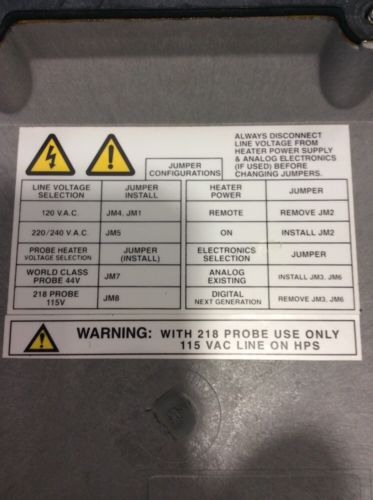 ALWAYS DISCONNECT
LINE VOLTAGE FROM
HEATER POWER SUPPLY
& ANALOG ELECTRONICS
(IF USED) BEFORE
CHANGING JUMPERS.
JUMPER
CONFIGURATIONS
LINE VOLTAGE
SELECTION
JUMPER
INSTALL
120 V.A.C.
JM4, JM1
220/240 V.A.C.
JM5
PROBE HEATER
VOLTAGE SELECTION
JUMPER
(INSTALL)
WORLD CLASS
PROBE 44V
JM7
218 PROBE
115V
JM8
HEATER
POWER
JUMPER
REMOTE
REMOVE JM2
ON
INSTALL JM2
ELECTRONICS
SELECTION
JUMPER
ANALOG
EXISTING
INSTALL JM3, JM6
DIGITAL
NEXT GENERATION
REMOVE JM3, JM6
WARNING: WITH 218 PROBE USE ONLY
115 VAC LINE ON HPS